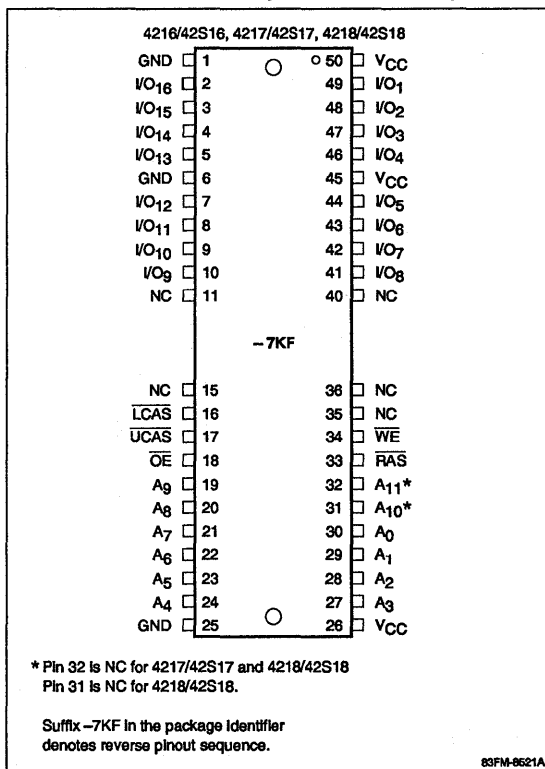 4216/42S16, 4217/42S17, 4218/42S18
GND 1 50 VCC
I/O16 2 49 I/O1
I/O15 3 48 I/O2
I/O14 4 47 I/O3
I/O13 5 46 I/O4
GND 6 45 VCC
I/O12 7 44 I/O5
I/O11 8 43 I/O6
I/O10 9 42 I/O7
I/O9 10 41 I/O8
NC 11 40 NC
–7KF
NC 15 36 NC
LCAS 16 35 NC
UCAS 17 34 WE
OE 18 33 RAS
A9 19 32 A11*
A8 20 31 A10*
A7 21 30 A0
A6 22 29 A1
A5 23 28 A2
A4 24 27 A3
GND 25 26 VCC
* Pin 32 is NC for 4217/42S17 and 4218/42S18
Pin 31 is NC for 4218/42S18.
Suffix –7KF in the package identifier
denotes reverse pinout sequence.
83FM-8521A